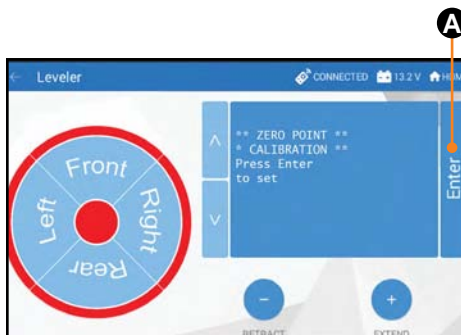 A
Leveler
CONNECTED 13.2 V
** ZERO POINT **
* CALIBRATION **
Press Enter
to set
Enter
Front
Left
Right
Rear
RETRACT
EXTEND